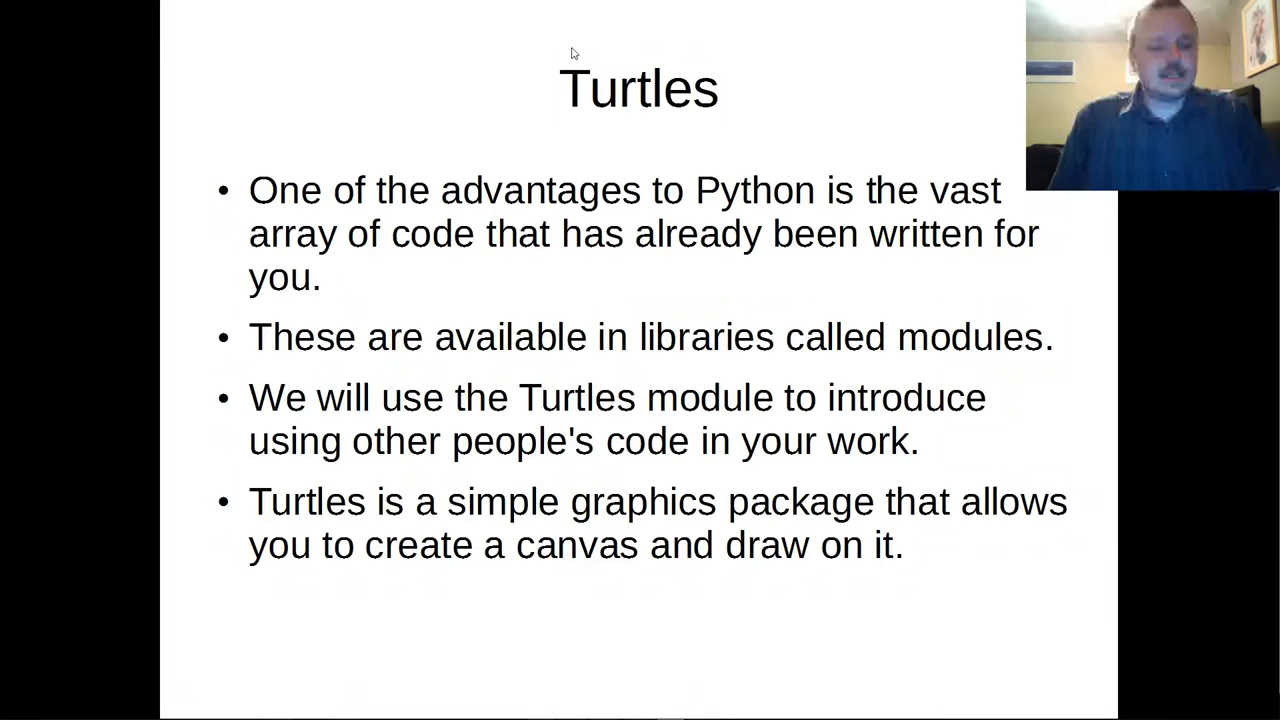 Turtles
• One of the advantages to Python is the vast
array of code that has already been written for
you.
• These are available in libraries called modules.
• We will use the Turtles module to introduce
using other people's code in your work.
• Turtles is a simple graphics package that allows
you to create a canvas and draw on it.